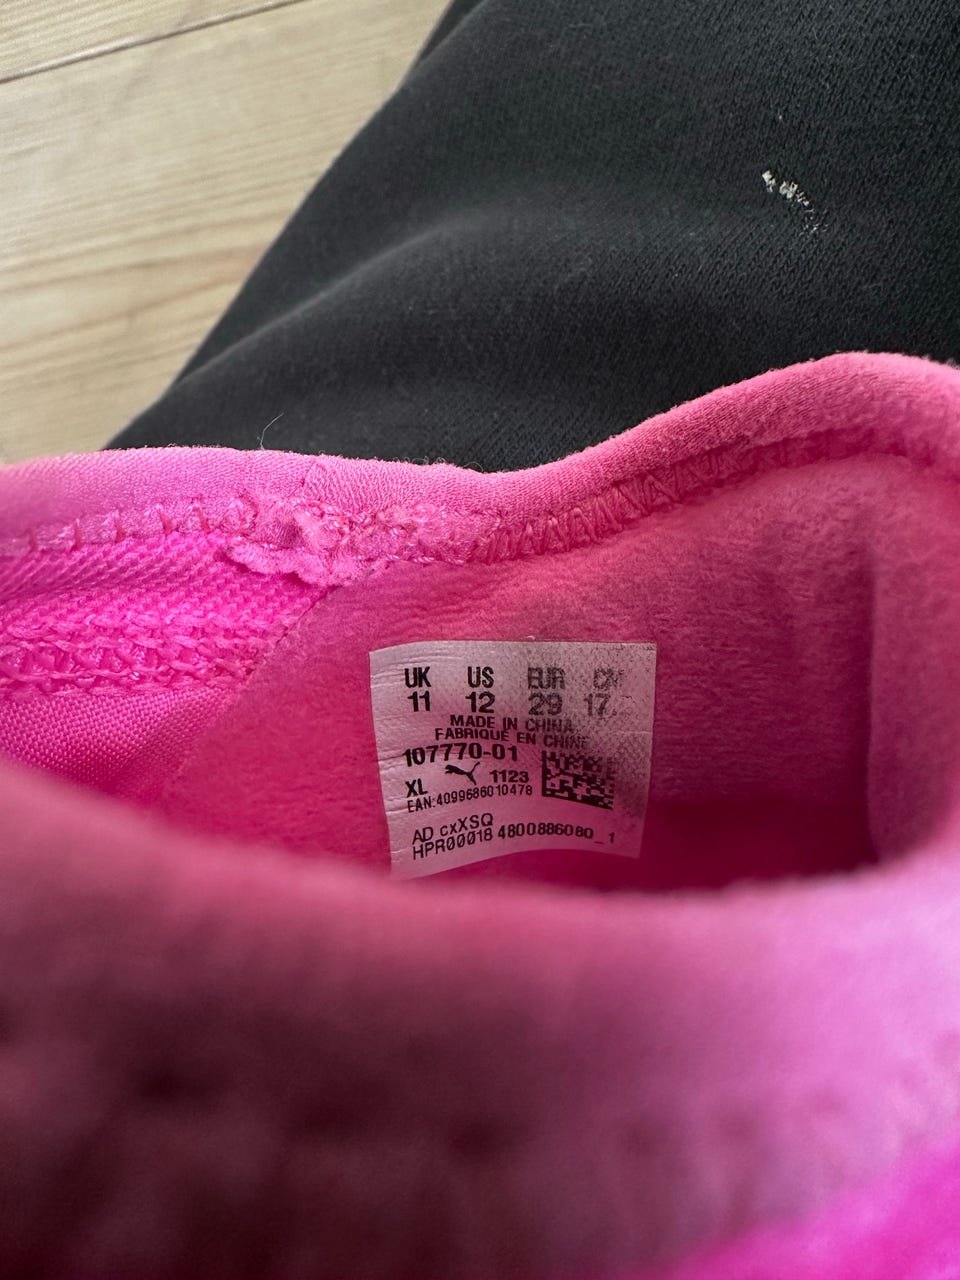 UK US EUR CM
11 12 29
MADE IN CHINA
FABRIQUÉ EN CHINE
107770-01
XL 1123
EAN:4099686010478
AD cxXSQ
HPR00018 4800886080_1